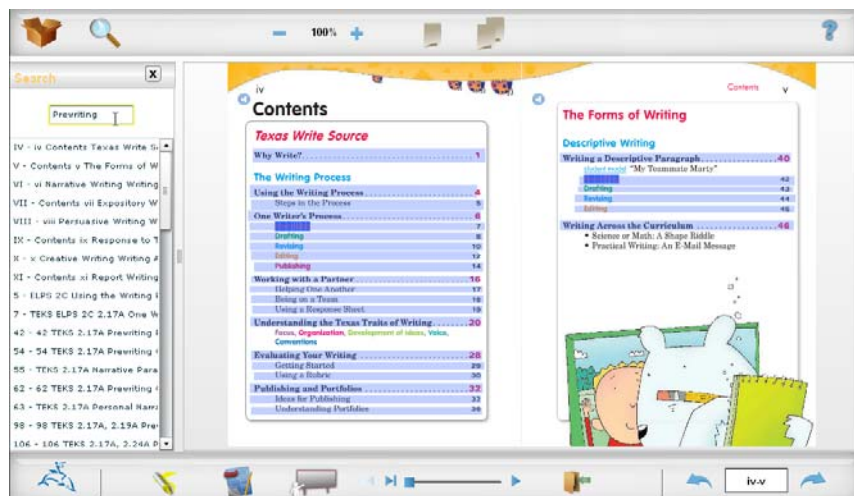 100%
Search
X
Prewriting
IV - iv Contents Texas Write S
V - Contents v The Forms of W
VI - vi Narrative Writing Writing
VII - Contents vii Expository W
VIII - viii Persuasive Writing W
IX - Contents ix Response to T
X - x Creative Writing Writing
XI - Contents xi Report Writing
5 - ELPS 2C Using the Writing
7 - TEKS ELPS 2C 2.17A One W
42 - 42 TEKS 2.17A Prewriting
54 - 54 TEKS 2.17A Prewriting
55 - TEKS 2.17A Narrative Para
62 - 62 TEKS 2.17A Prewriting
63 - TEKS 2.17A Personal Narra
98 - 98 TEKS 2.17A, 2.19A Prew
106 - 106 TEKS 2.17A, 2.24A P
iv
Contents
Texas Write Source
Why Write? 1
The Writing Process
Using the Writing Process 4
Steps in the Process 5
One Writer's Process 6
7
Drafting 8
Revising 10
Editing 12
Publishing 14
Working with a Partner 16
Helping One Another 17
Being on a Team 18
Using a Response Sheet 19
Understanding the Texas Traits of Writing 20
Focus, Organization, Development of Ideas, Voice,
Conventions
Evaluating Your Writing 28
Getting Started 29
Using a Rubric 30
Publishing and Portfolios 32
Ideas for Publishing 33
Understanding Portfolios 36
Contents v
The Forms of Writing
Descriptive Writing
Writing a Descriptive Paragraph 40
student model "My Teammate Marty"
42
Drafting 43
Revising 44
Editing 45
Writing Across the Curriculum 46
• Science or Math: A Shape Riddle
• Practical Writing: An E-Mail Message
iv-v